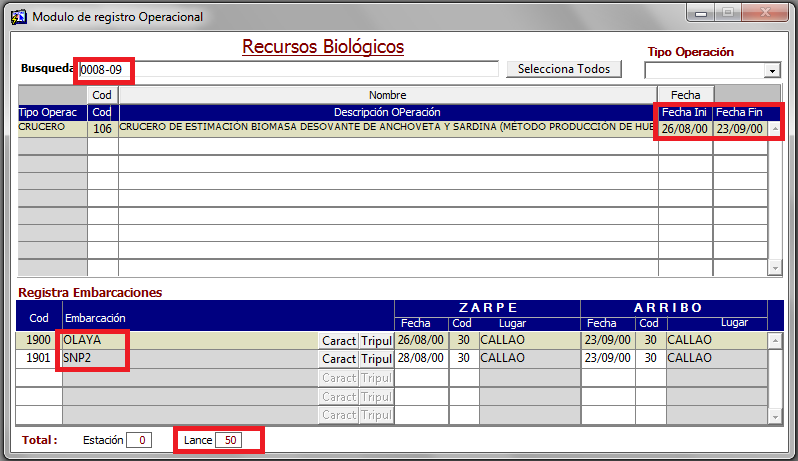 Modulo de registro Operacional
Recursos Biológicos
Tipo Operación
Busqueda 0008-09 Selecciona Todos
Cod Nombre Fecha
Tipo Operac Cod Descripción OPeración Fecha Ini Fecha Fin
CRUCERO 106 CRUCERO DE ESTIMACIÓN BIOMASA DESOVANTE DE ANCHOVETA Y SARDINA (MÉTODO PRODUCCIÓN DE HUE 26/08/00 23/09/00
Registra Embarcaciones
ZARPE ARRIBO
Cod Embarcación Fecha Cod Lugar Fecha Cod Lugar
1900 OLAYA Caract Tripul 26/08/00 30 CALLAO 23/09/00 30 CALLAO
1901 SNP2 Caract Tripul 28/08/00 30 CALLAO 23/09/00 30 CALLAO
Caract Tripul
Caract Tripul
Caract Tripul
Total : Estación 0 Lance 50